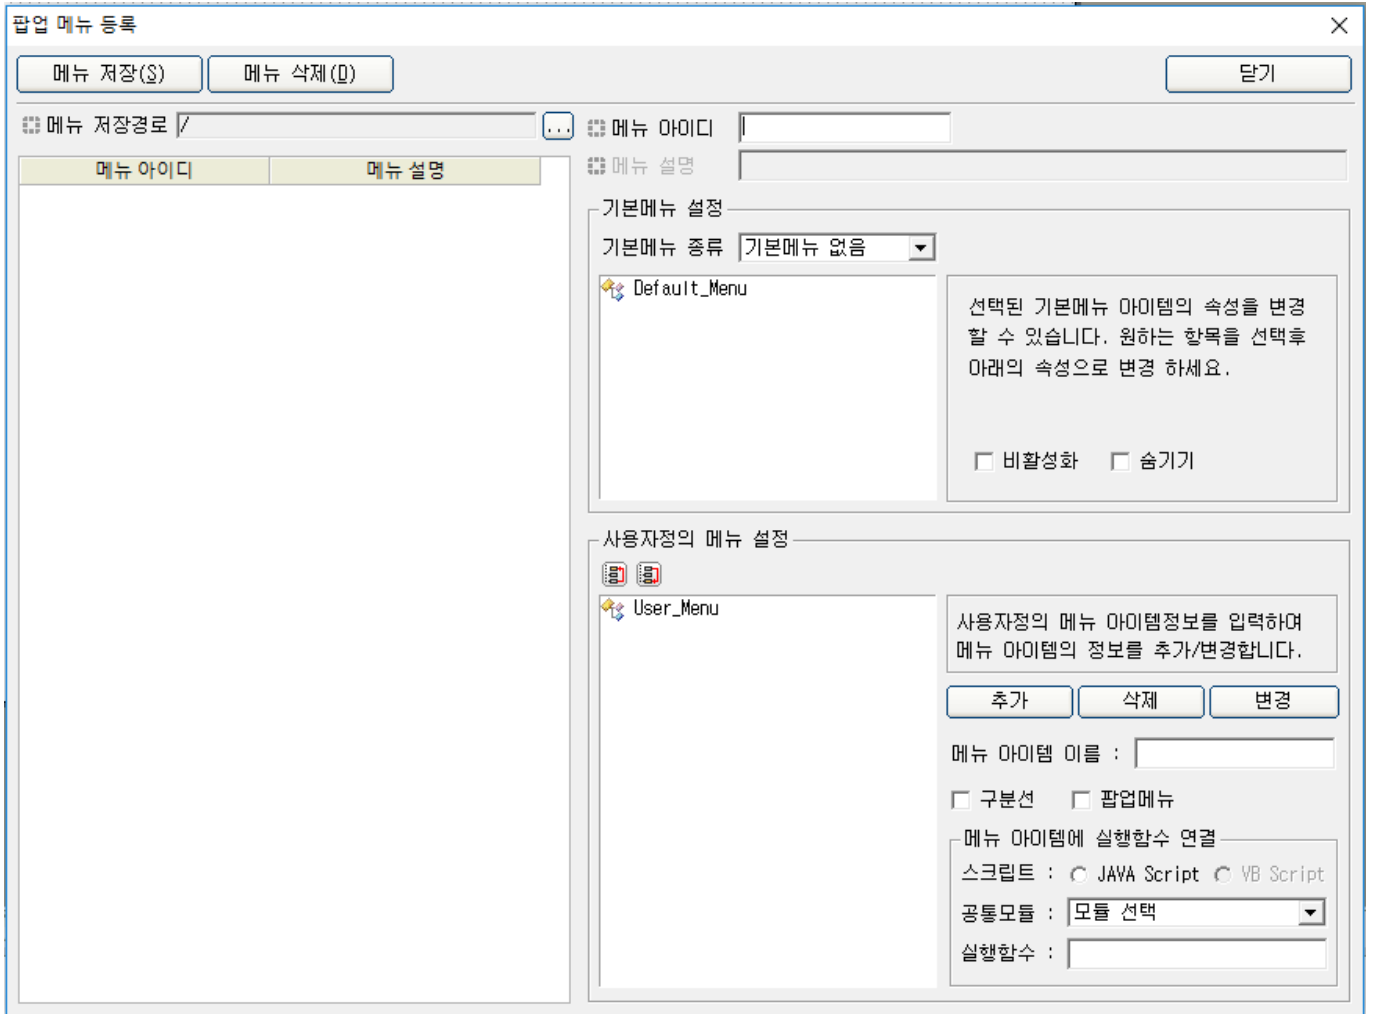 팝업 메뉴 등록
메뉴 저장(S) 메뉴 삭제(D) 닫기
메뉴 저장경로 / ...
메뉴 아이디 메뉴 설명
메뉴 아이디
메뉴 설명
기본메뉴 설정
기본메뉴 종류 기본메뉴 없음
Default_Menu
선택된 기본메뉴 아이템의 속성을 변경
할 수 있습니다. 원하는 항목을 선택후
아래의 속성으로 변경 하세요.
비활성화 숨기기
사용자정의 메뉴 설정
User_Menu
사용자정의 메뉴 아이템정보를 입력하여
메뉴 아이템의 정보를 추가/변경합니다.
추가 삭제 변경
메뉴 아이템 이름 :
구분선 팝업메뉴
메뉴 아이템에 실행함수 연결
스크립트 : JAVA Script VB Script
공통모듈 : 모듈 선택
실행함수 :